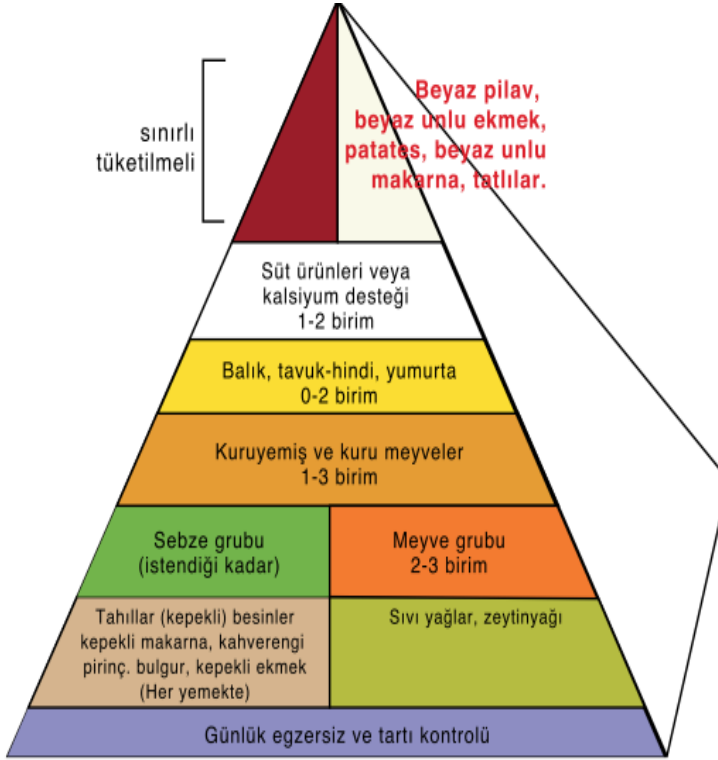 sınırlı
tüketilmeli
Beyaz pilav,
beyaz unlu ekmek,
patates, beyaz unlu
makarna, tatlılar.
Süt ürünleri veya
kalsiyum desteği
1-2 birim
Balık, tavuk-hindi, yumurta
0-2 birim
Kuruyemiş ve kuru meyveler
1-3 birim
Sebze grubu
(istendiği kadar)
Meyve grubu
2-3 birim
Tahıllar (kepekli) besinler
kepekli makarna, kahverengi
pirinç. bulgur, kepekli ekmek
(Her yemekte)
Sıvı yağlar, zeytinyağı
Günlük egzersiz ve tartı kontrolü